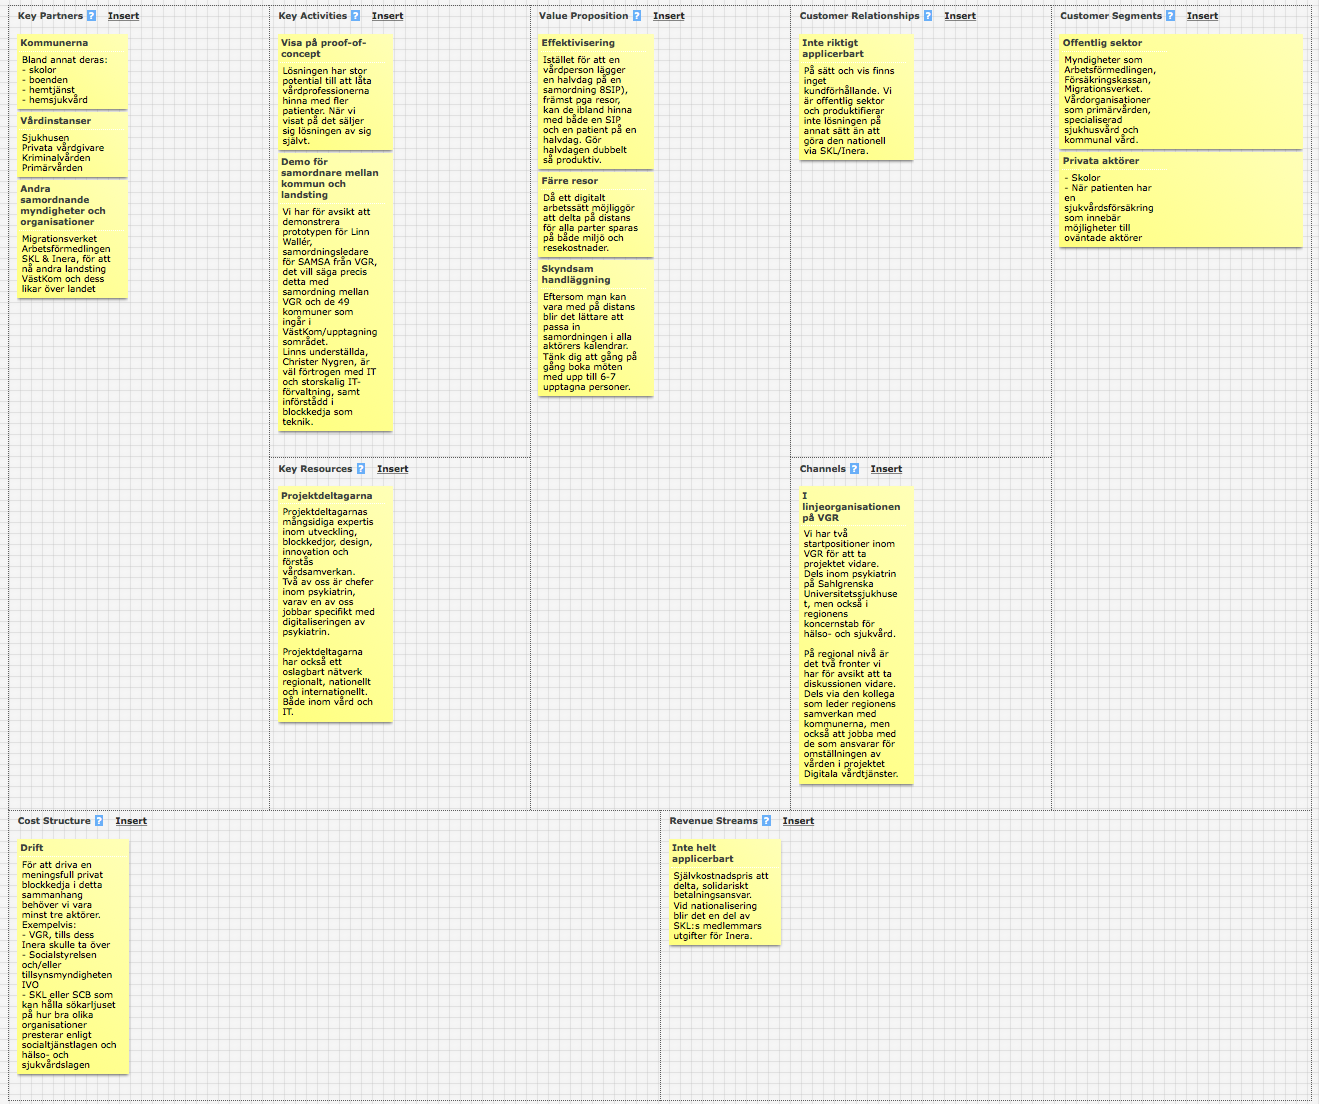 Key Partners ? Insert
Kommunerna
Bland annat deras:
- skolor
- boenden
- hemtjänst
- hemsjukvård
Vårdinstanser
Sjukhusen
Privata vårdgivare
Kriminalvården
Primärvården
Andra
samordnande
myndigheter och
organisationer
Migrationsverket
Arbetsförmedlingen
SKL & Inera, för att
nå andra landsting
VästKom och dess
likar över landet
Key Activities ? Insert
Visa på proof-of-
concept
Lösningen har stor
potential till att låta
vårdprofessionerna
hinna med fler
patienter. När vi
visat på det säljer
sig lösningen av sig
självt.
Demo för
samordnare mellan
kommun och
landsting
Vi har för avsikt att
demonstrera
prototypen för Linn
Wallér,
samordningsledare
för SAMSA från VGR,
det vill säga precis
detta med
samordning mellan
VGR och de 49
kommuner som
ingår i
VästKom/upptagning
sområdet.
Linns underställda,
Christer Nygren, är
väl förtrogen med IT
och storskalig IT-
förvaltning, samt
införstådd i
blockkedja som
teknik.
Key Resources ? Insert
Projektdeltagarna
Projektdeltagarnas
mångsidiga expertis
inom utveckling,
blockkedjor, design,
innovation och
förstås
vårdsamverkan.
Två av oss är chefer
inom psykiatrin,
varav en av oss
jobbar specifikt med
digitaliseringen av
psykiatrin.
Projektdeltagarna
har också ett
oslagbart nätverk
regionalt, nationellt
och internationellt.
Både inom vård och
IT.
Value Proposition ? Insert
Effektivisering
Istället för att en
vårdperson lägger
en halvdag på en
samordning 8SIP),
främst pga resor,
kan de ibland hinna
med både en SIP
och en patient på en
halvdag. Gör
halvdagen dubbelt
så produktiv.
Färre resor
Då ett digitalt
arbetssätt möjliggör
att delta på distans
för alla parter sparas
på både miljö och
resekostnader.
Skyndsam
handläggning
Eftersom man kan
vara med på distans
blir det lättare att
passa in
samordningen i alla
aktörers kalendrar.
Tänk dig att gång på
gång boka möten
med upp till 6-7
upptagna personer.
Customer Relationships ? Insert
Inte riktigt
applicerbart
På sätt och vis finns
inget
kundförhållande. Vi
är offentlig sektor
och produktifierar
inte lösningen på
annat sätt än att
göra den nationell
via SKL/Inera.
Channels ? Insert
I
linjeorganisationen
på VGR
Vi har två
startpositioner inom
VGR för att ta
projektet vidare.
Dels inom psykiatrin
på Sahlgrenska
Universitetssjukhuse
t, men också i
regionens
koncernstab för
hälso- och sjukvård.
På regional nivå är
det två fronter vi
har för avsikt att ta
diskussionen vidare.
Dels via den kollega
som leder regionens
samverkan med
kommunerna, men
också att jobba med
de som ansvarar för
omställningen av
vården i projektet
Digitala vårdtjänster.
Customer Segments ? Insert
Offentlig sektor
Myndigheter som
Arbetsförmedlingen,
Försäkringskassan,
Migrationsverket.
Vårdorganisationer
som primärvården,
specialiserad
sjukhusvård och
kommunal vård.
Privata aktörer
- Skolor
- När patienten har
en
sjukvårdsförsäkring
som innebär
möjligheter till
oväntade aktörer
Cost Structure ? Insert
Drift
För att driva en
meningsfull privat
blockkedja i detta
sammanhang
behöver vi vara
minst tre aktörer.
Exempelvis:
- VGR, tills dess
Inera skulle ta över
- Socialstyrelsen
och/eller
tillsynsmyndigheten
IVO
- SKL eller SCB som
kan hålla sökarljuset
på hur bra olika
organisationer
presterar enligt
socialtjänstlagen och
hälso- och
sjukvårdslagen
Revenue Streams ? Insert
Inte helt
applicerbart
Självkostnadspris att
delta, solidariskt
betalningsansvar.
Vid nationalisering
blir det en del av
SKL:s medlemmars
utgifter för Inera.